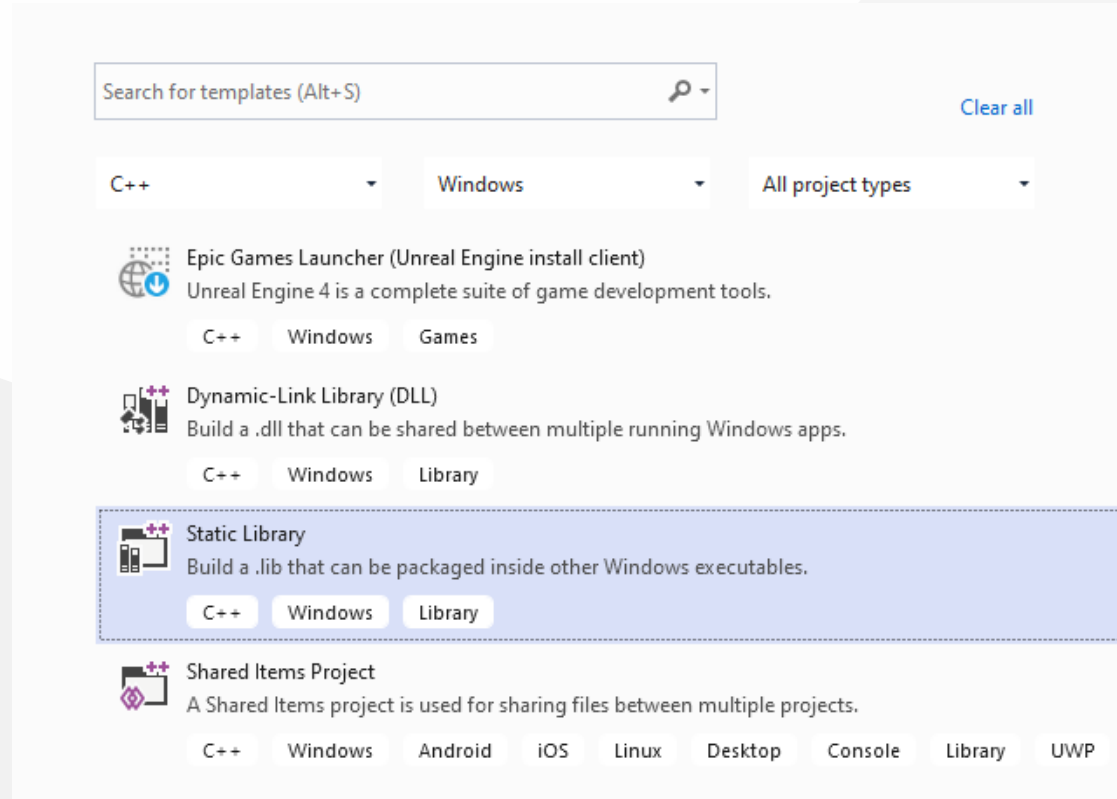 Search for templates (Alt+S)
Clear all
C++ Windows All project types
Epic Games Launcher (Unreal Engine install client)
Unreal Engine 4 is a complete suite of game development tools.
C++ Windows Games
Dynamic-Link Library (DLL)
Build a .dll that can be shared between multiple running Windows apps.
C++ Windows Library
Static Library
Build a .lib that can be packaged inside other Windows executables.
C++ Windows Library
Shared Items Project
A Shared Items project is used for sharing files between multiple projects.
C++ Windows Android iOS Linux Desktop Console Library UWP